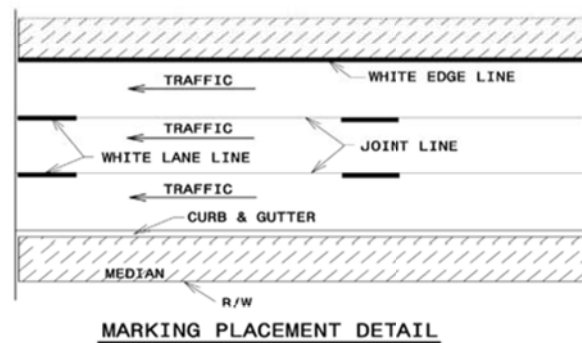 TRAFFIC
WHITE EDGE LINE
TRAFFIC
WHITE LANE LINE
JOINT LINE
TRAFFIC
CURB & GUTTER
MEDIAN
R/W
MARKING PLACEMENT DETAIL